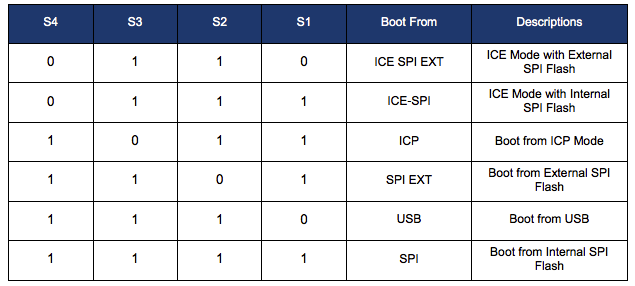 S4 S3 S2 S1 Boot From Descriptions
0 1 1 0 ICE SPI EXT ICE Mode with External
SPI Flash
0 1 1 1 ICE-SPI ICE Mode with Internal
SPI Flash
1 0 1 1 ICP Boot from ICP Mode
1 1 0 1 SPI EXT Boot from External SPI
Flash
1 1 1 0 USB Boot from USB
1 1 1 1 SPI Boot from Internal SPI
Flash